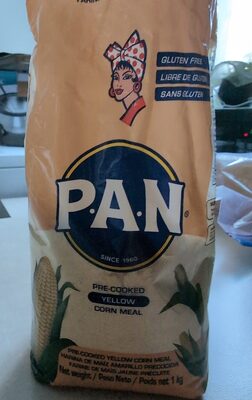 GLUTEN FREE
LIBRE DE GLUTEN
SANS GLUTEN
P.A.N
®
SINCE 1960
PRE-COOKED
YELLOW
CORN MEAL
PRE-COOKED YELLOW CORN MEAL
HARINA DE MAÍZ AMARILLO PRECOCIDA
FARINE DE MAÏS JAUNE PRÉCUITE
Net weight. / Peso Neto / Poids net 1 kg